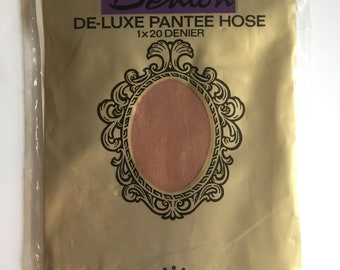 DE-LUXE PANTEE HOSE
1 x 20 DENIER